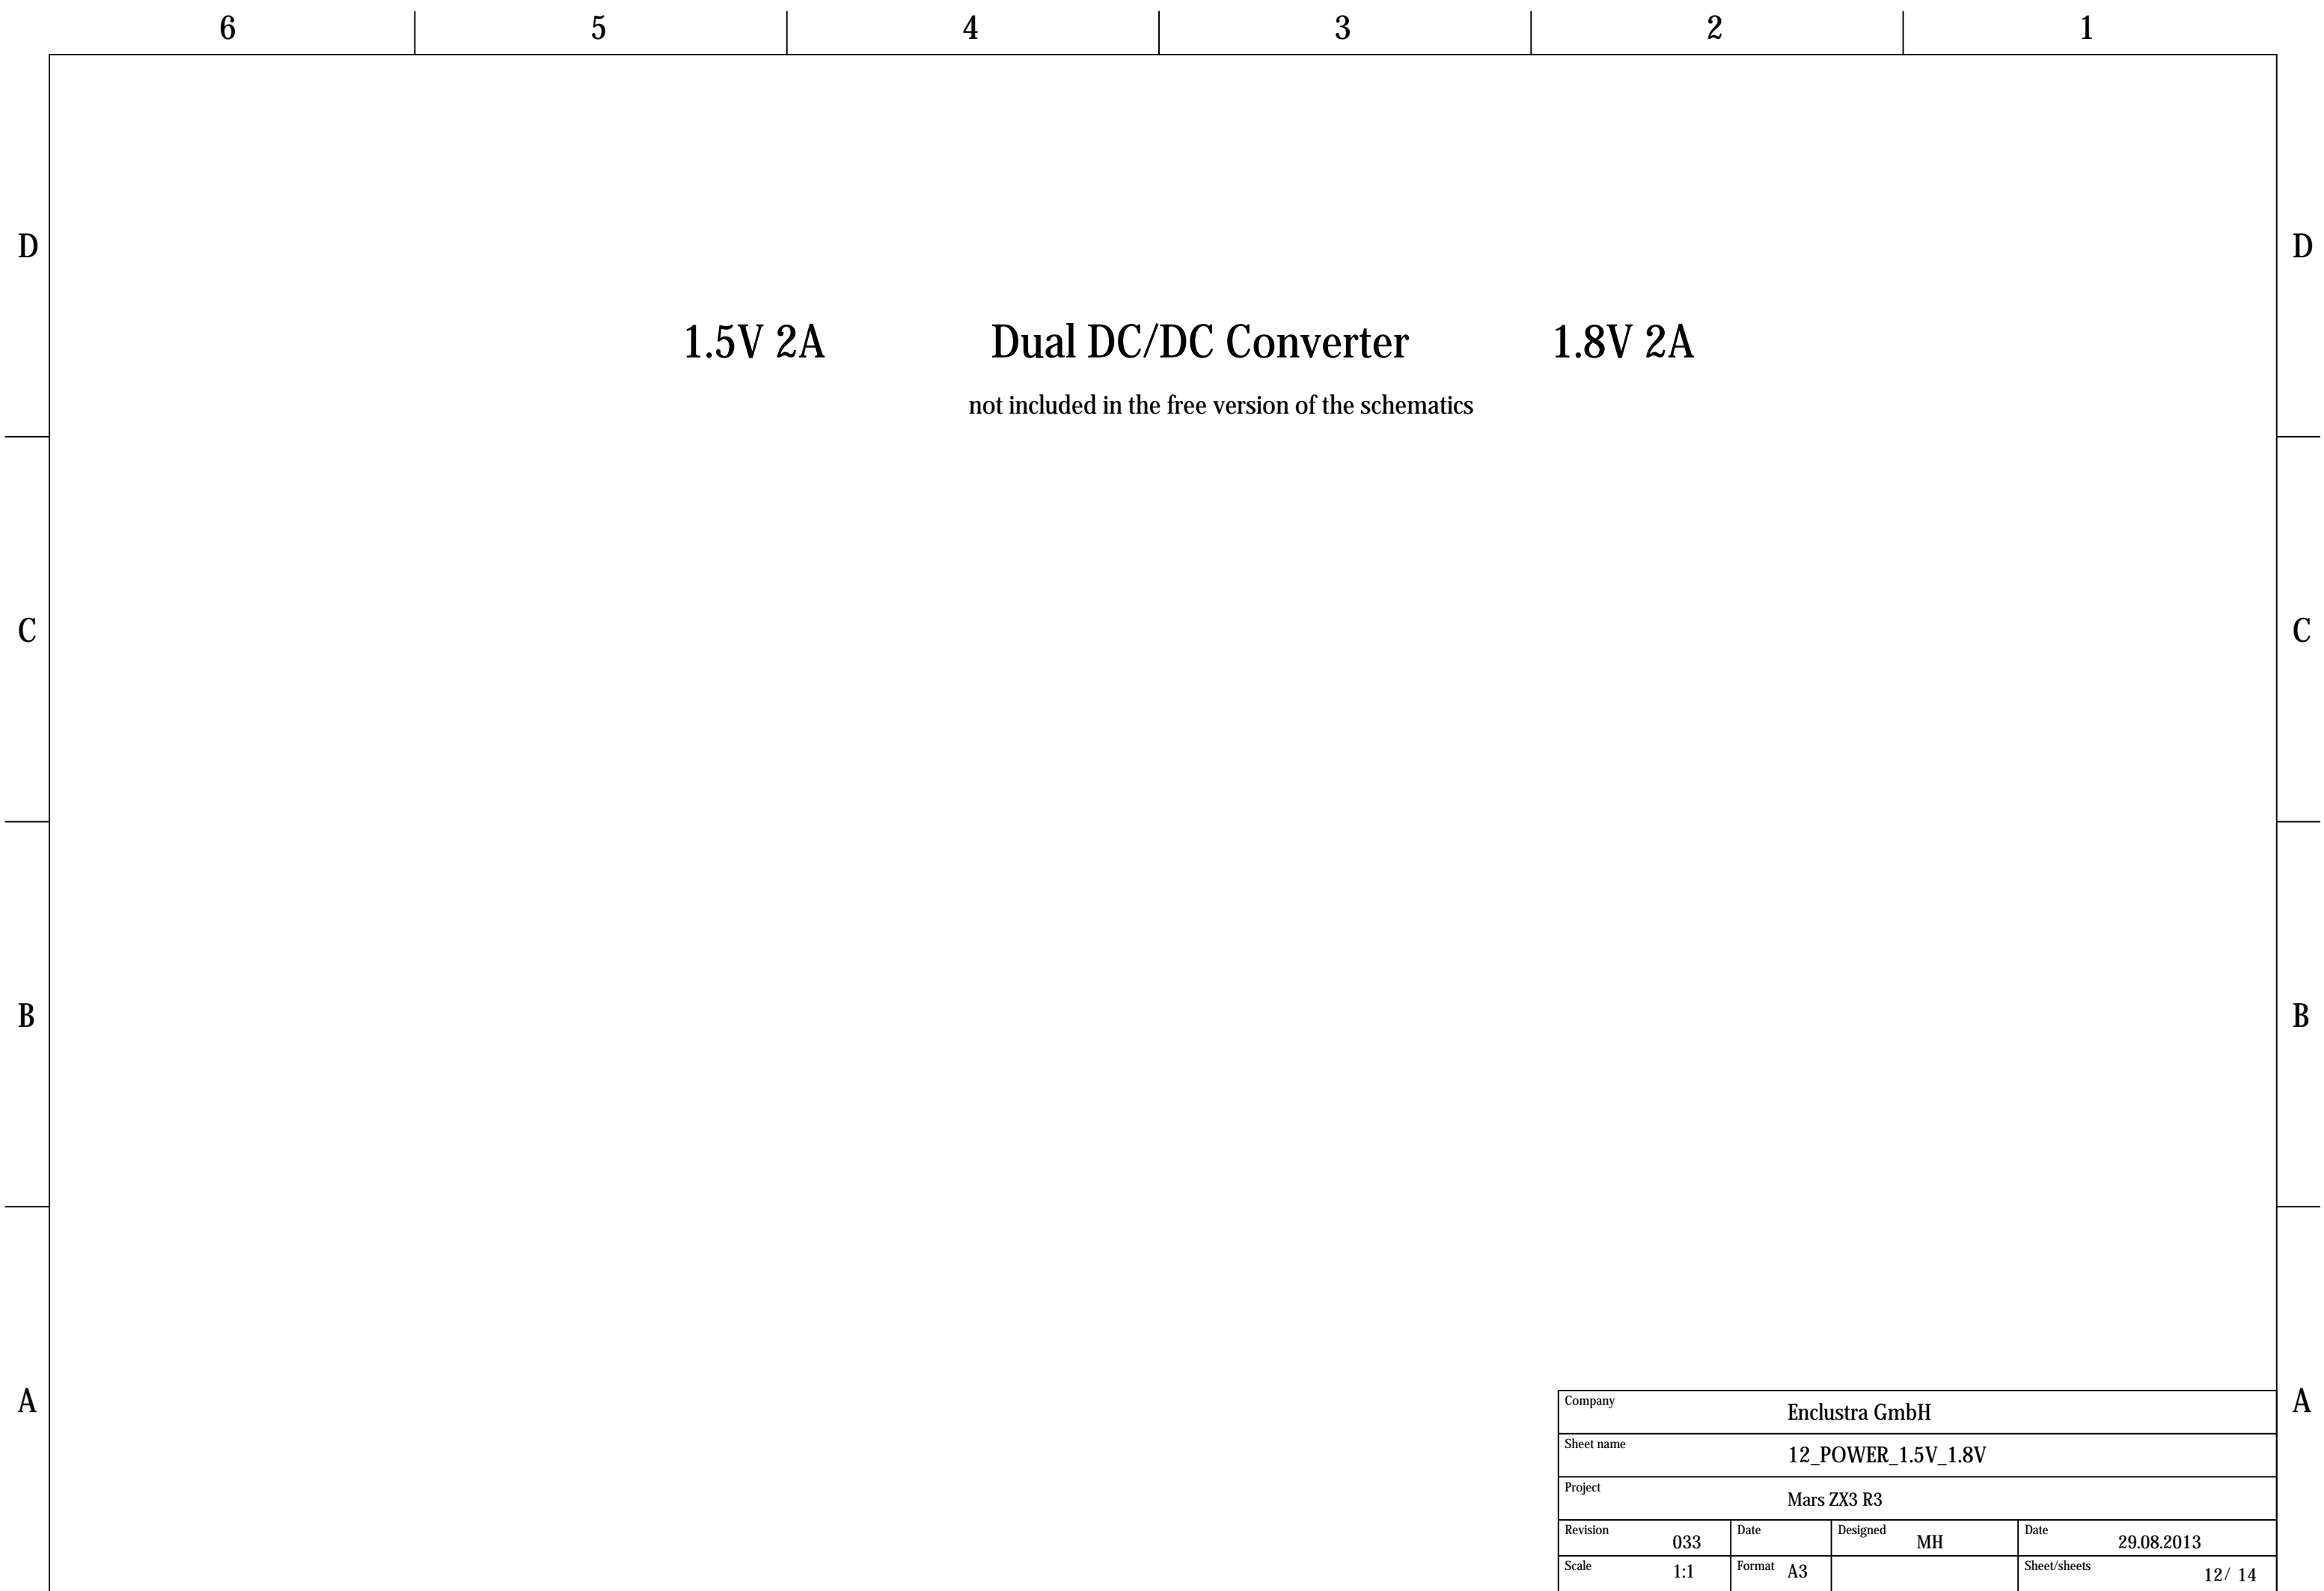 6 5 4 3 2 1
D D
1.5V 2A Dual DC/DC Converter 1.8V 2A
not included in the free version of the schematics
C C
B B
A A
Company Enclustra GmbH
Sheet name 12_POWER_1.5V_1.8V
Project Mars ZX3 R3
Revision 033 Date Designed MH Date 29.08.2013
Scale 1:1 Format A3 Sheet/sheets 12/ 14